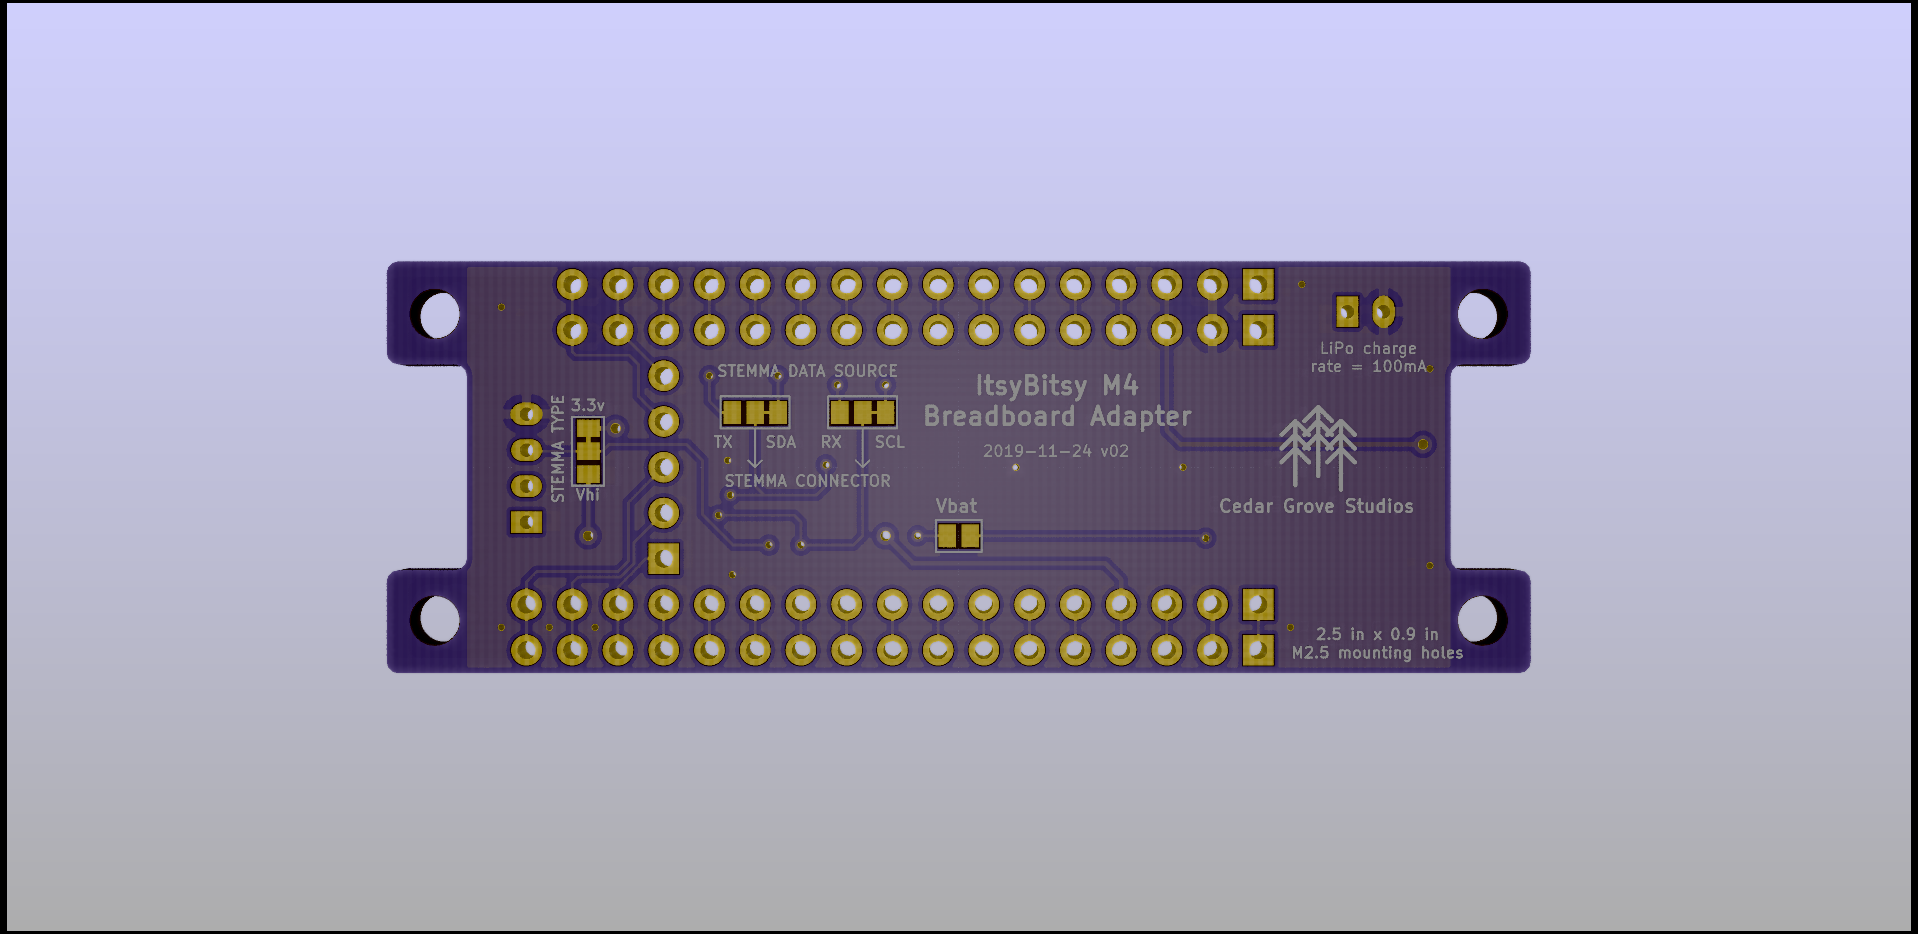 STEMMA DATA SOURCE
TX SDA
RX SCL
STEMMA CONNECTOR
STEMMA TYPE
3.3v
Vhi
ItsyBitsy M4
Breadboard Adapter
2019-11-24 v02
Vbat
LiPo charge
rate = 100mA
Cedar Grove Studios
2.5 in x 0.9 in
M2.5 mounting holes